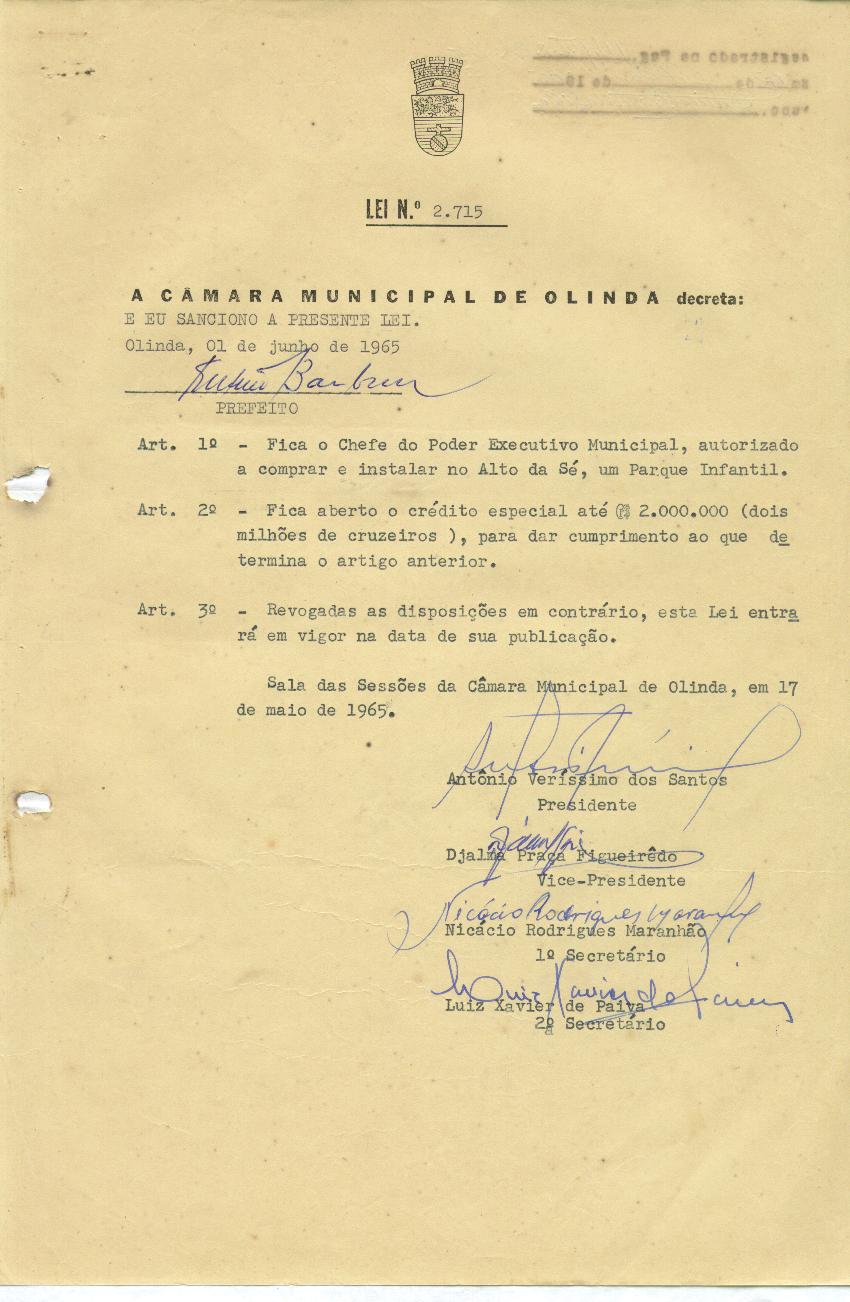 LEI N.º 2.715
A CÂMARA MUNICIPAL DE OLINDA decreta:
E EU SANCIONO A PRESENTE LEI.
Olinda, 01 de junho de 1965
PREFEITO
Art. 1º - Fica o Chefe do Poder Executivo Municipal, autorizado
a comprar e instalar no Alto da Sé, um Parque Infantil.
Art. 2º - Fica aberto o crédito especial até 2.000.000 (dois
milhões de cruzeiros ), para dar cumprimento ao que de
termina o artigo anterior.
Art. 3º - Revogadas as disposições em contrário, esta Lei entra
rá em vigor na data de sua publicação.
Sala das Sessões da Câmara Municipal de Olinda, em 17
de maio de 1965.
Antônio Veríssimo dos Santos
Presidente
Djalma Praça Figueirêdo
Vice-Presidente
Nicácio Rodrigues Maranhão
Nicácio Rodrigues Maranhão
1º Secretário
Luiz Xavier de Paiva
Luiz Xavier de Paiva
2º Secretário